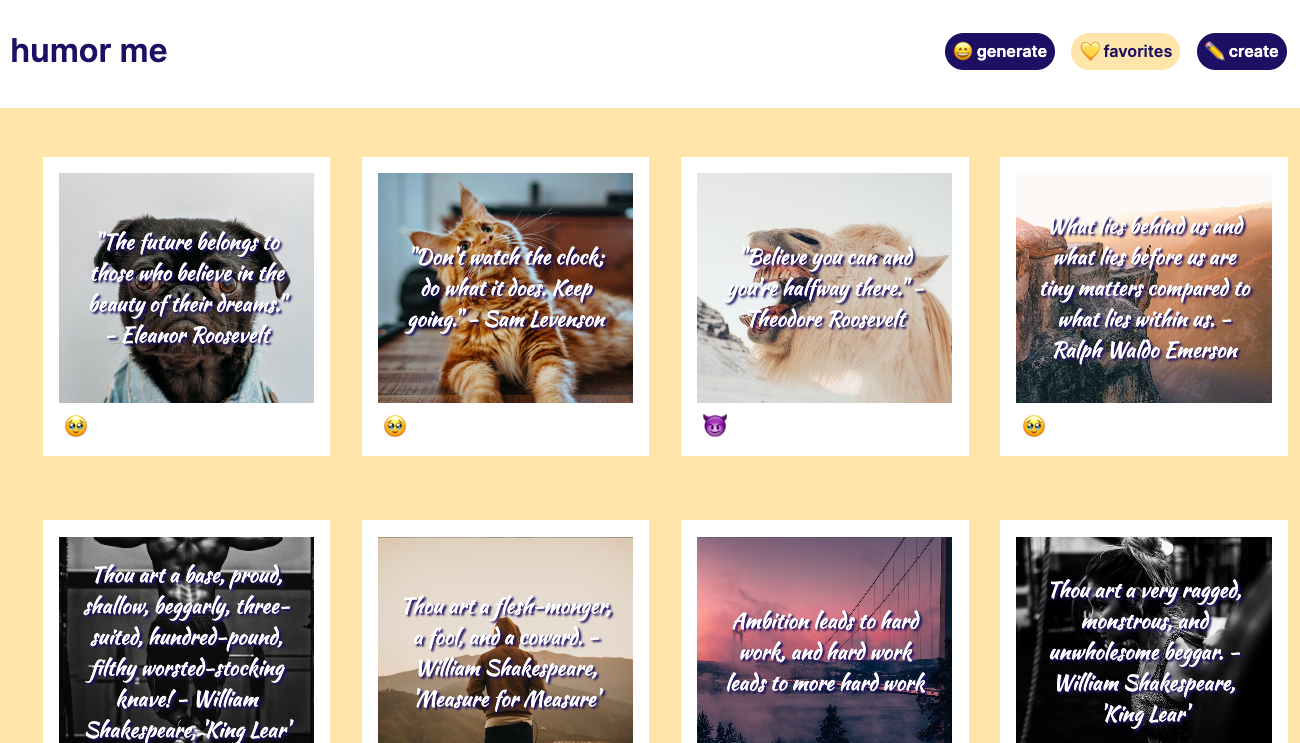 humor me
😄 generate
💛 favorites
✏️ create
"The future belongs to
those who believe in the
beauty of their dreams."
- Eleanor Roosevelt
"Don't watch the clock;
do what it does. Keep
going." - Sam Levenson
"Believe you can and
you're halfway there." -
Theodore Roosevelt
What lies behind us and
what lies before us are
tiny matters compared to
what lies within us. -
Ralph Waldo Emerson
Thou art a base, proud,
shallow, beggarly, three-
suited, hundred-pound,
filthy worsted-stocking
knave! - William
Shakespeare, 'King Lear'
Thou art a flesh-monger,
a fool, and a coward. -
William Shakespeare,
'Measure for Measure'
Ambition leads to hard
work, and hard work
leads to more hard work
Thou art a very ragged,
monstrous, and
unwholesome beggar. -
William Shakespeare,
'King Lear'